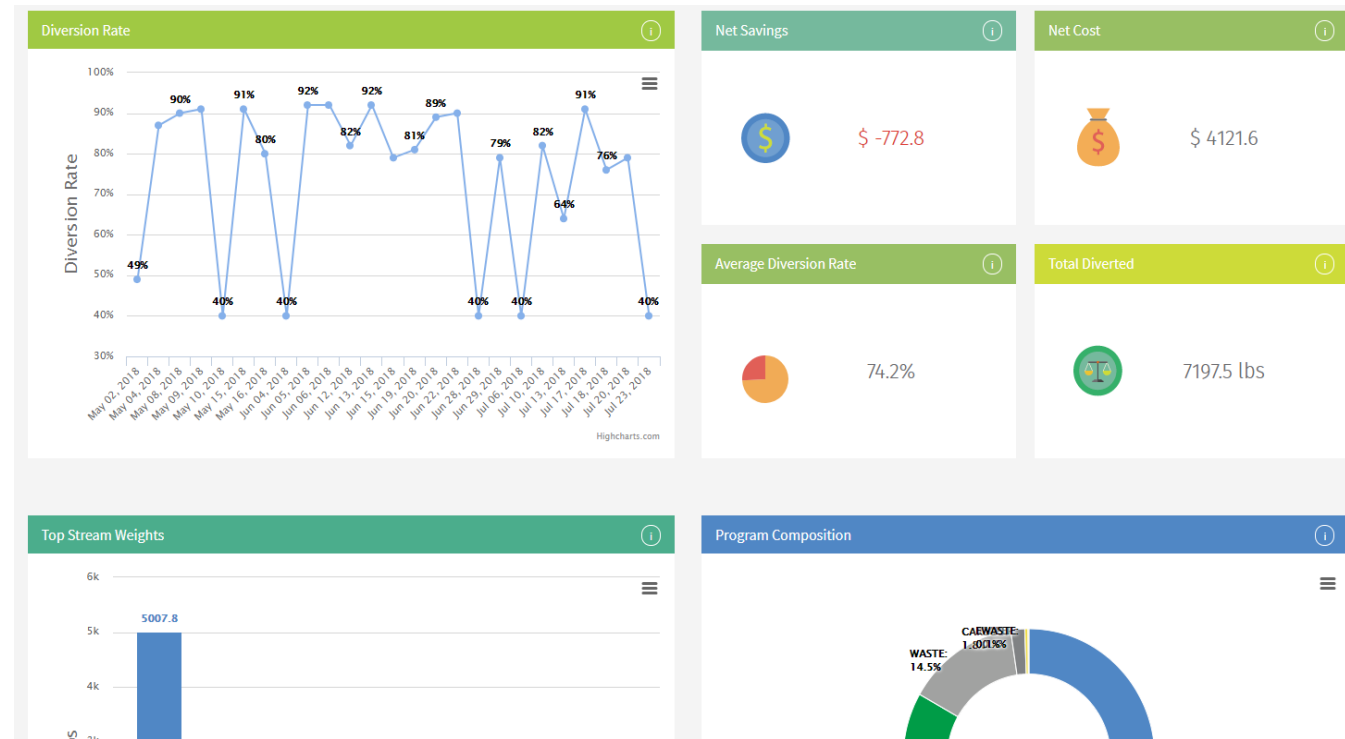 Diversion Rate
100%
90%
80%
70%
60%
50%
40%
30%
Diversion Rate
49%
90%
40%
91%
80%
40%
92%
82%
92%
81%
89%
40%
79%
40%
82%
64%
91%
76%
40%
May 02, 2018
May 04, 2018
May 08, 2018
May 09, 2018
May 10, 2018
May 15, 2018
May 16, 2018
Jun 04, 2018
Jun 05, 2018
Jun 06, 2018
Jun 12, 2018
Jun 13, 2018
Jun 15, 2018
Jun 19, 2018
Jun 20, 2018
Jun 22, 2018
Jun 28, 2018
Jun 29, 2018
Jul 06, 2018
Jul 10, 2018
Jul 13, 2018
Jul 17, 2018
Jul 18, 2018
Jul 20, 2018
Jul 23, 2018
Highcharts.com
Net Savings
$ -772.8
Net Cost
$ 4121.6
Average Diversion Rate
74.2%
Total Diverted
7197.5 lbs
Top Stream Weights
6k
5k
4k
5007.8
Program Composition
WASTE:
14.5%
EWASTE:
0.1%